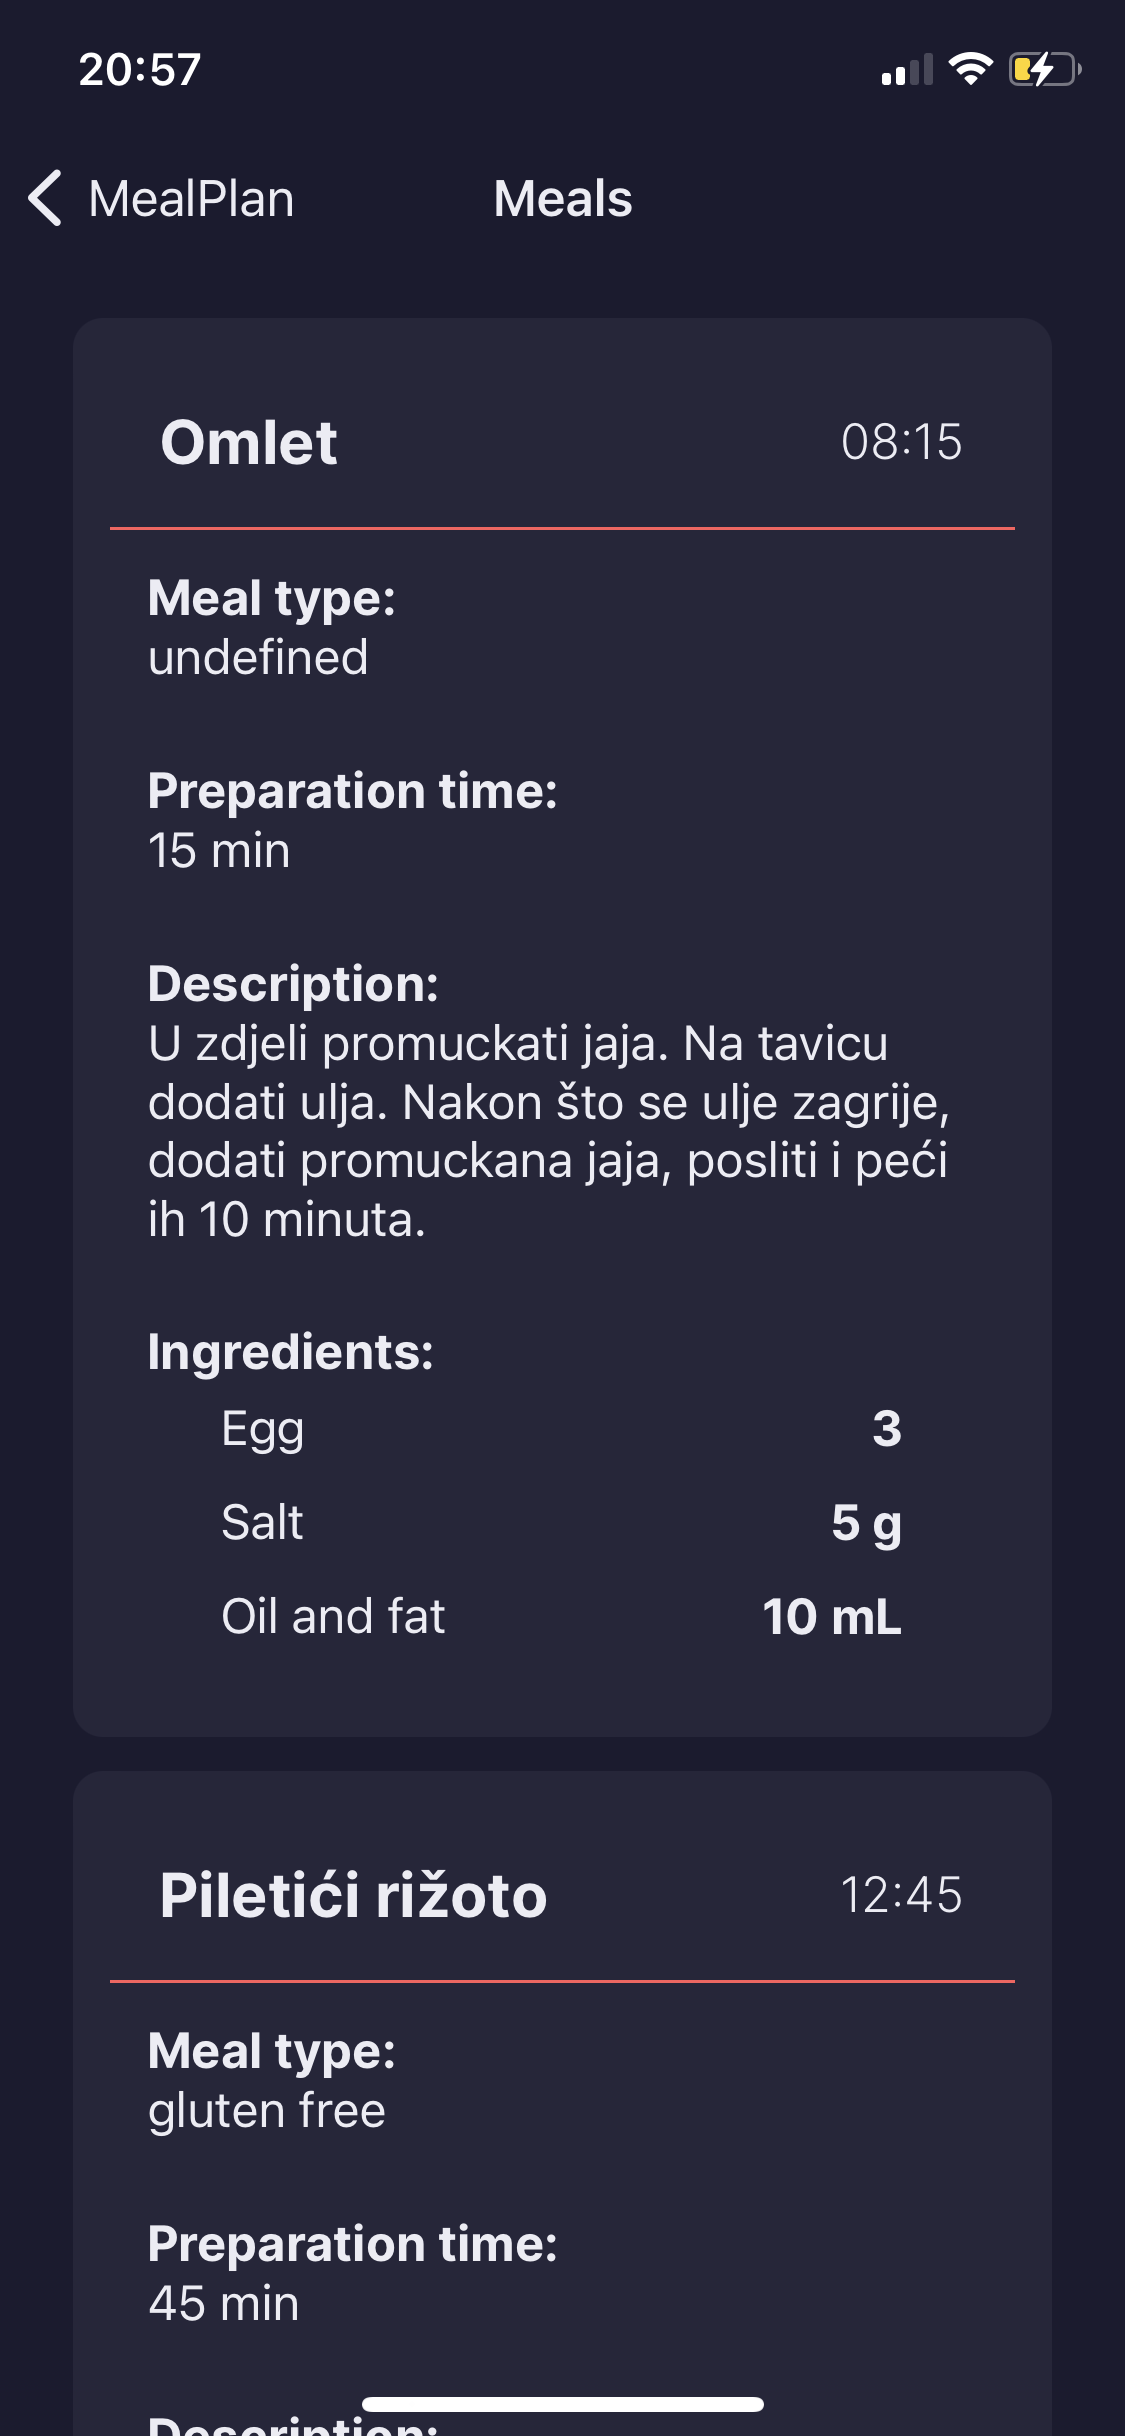 20:57
MealPlan
Meals
Omlet
08:15
Meal type:
undefined
Preparation time:
15 min
Description:
U zdjeli promuckati jaja. Na tavicu
dodati ulja. Nakon što se ulje zagrije,
dodati promuckana jaja, posliti i peći
ih 10 minuta.
Ingredients:
Egg 3
Salt 5 g
Oil and fat 10 mL
Piletići rižoto
12:45
Meal type:
gluten free
Preparation time:
45 min
Description: